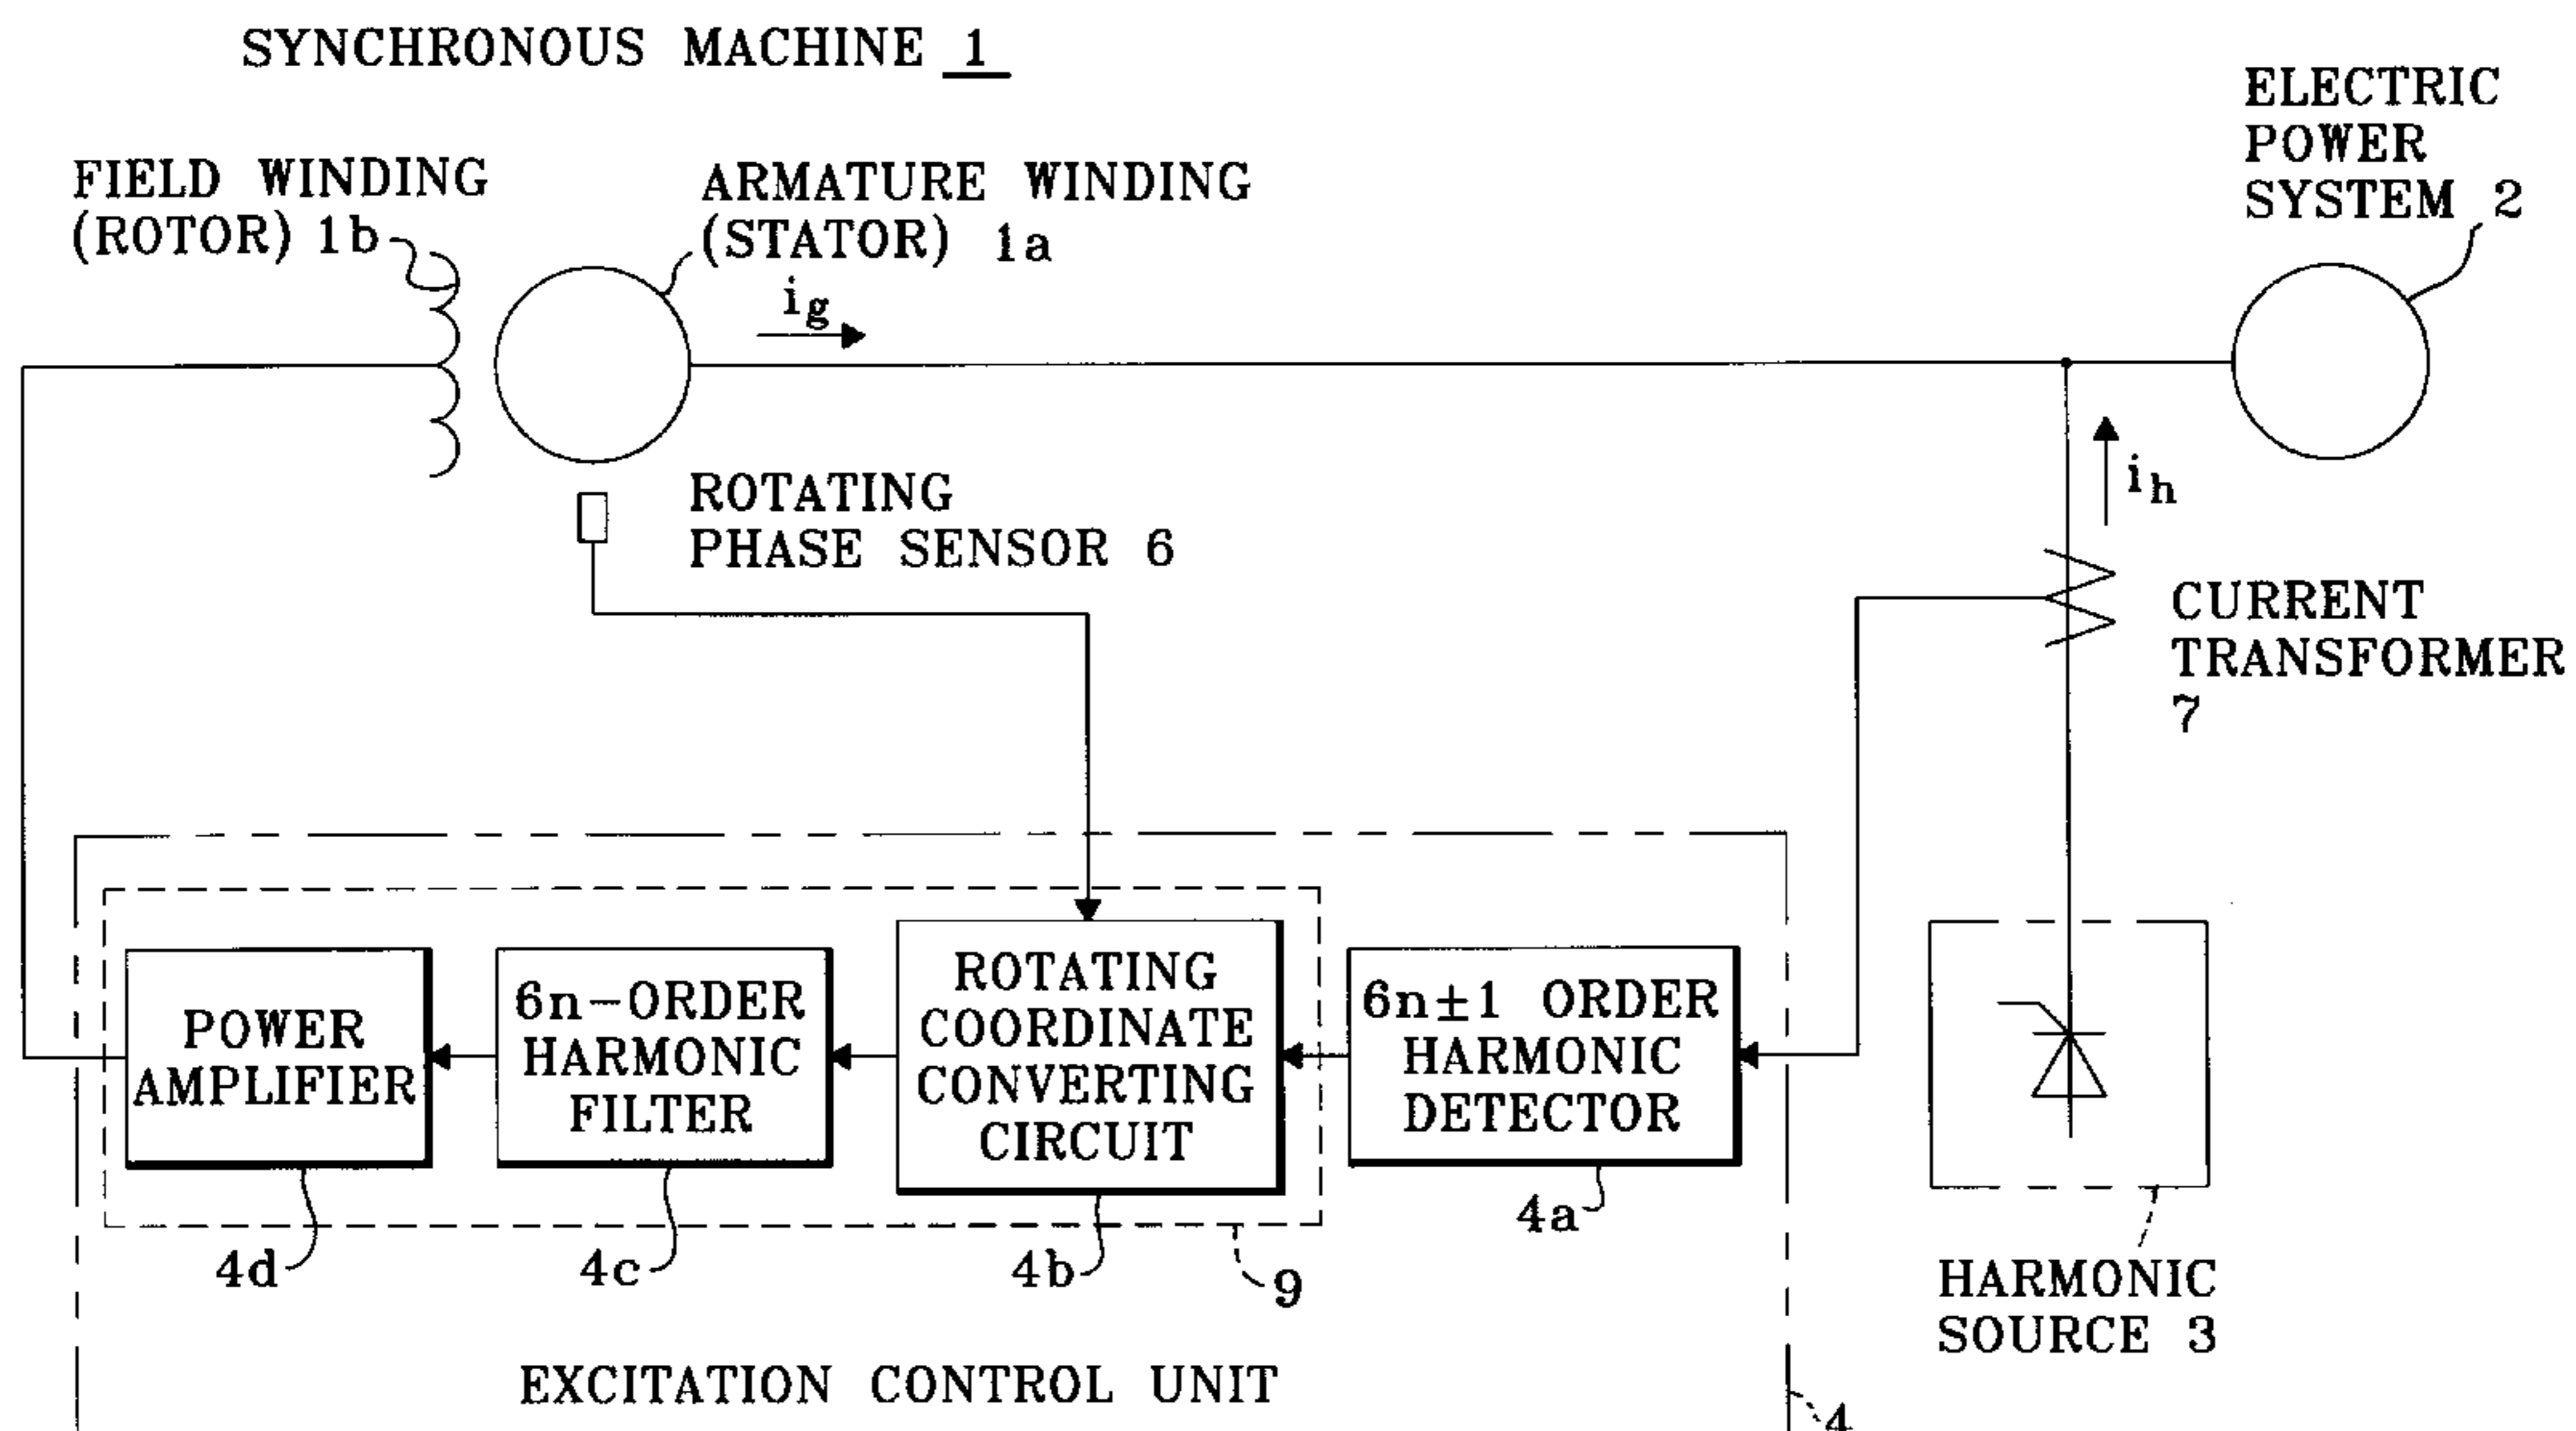 SYNCHRONOUS MACHINE 1
ELECTRIC
POWER
SYSTEM 2
FIELD WINDING
(ROTOR) 1b
ARMATURE WINDING
(STATOR) 1a
ig
ih
ROTATING
PHASE SENSOR 6
CURRENT
TRANSFORMER
7
POWER
AMPLIFIER
6n-ORDER
HARMONIC
FILTER
ROTATING
COORDINATE
CONVERTING
CIRCUIT
6n±1 ORDER
HARMONIC
DETECTOR
4d
4c
4b
9
4a
HARMONIC
SOURCE 3
EXCITATION CONTROL UNIT
4